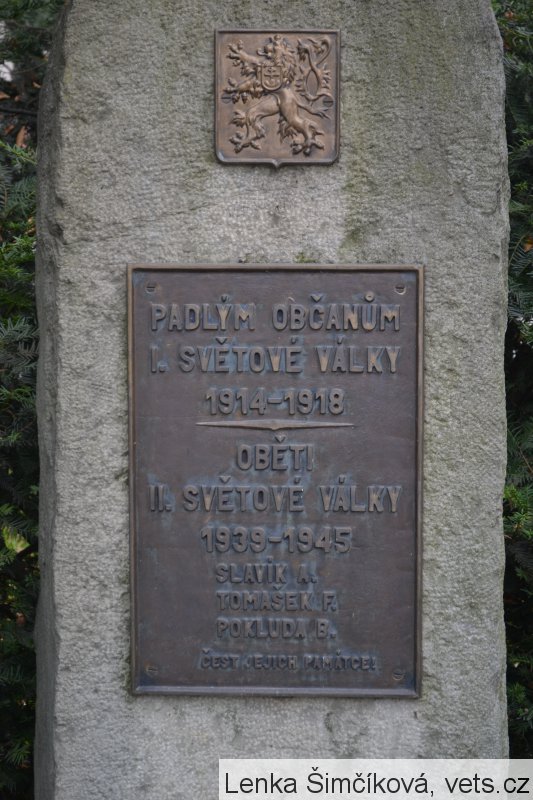 PADLÝM OBČANŮM
I. SVĚTOVÉ VÁLKY
1914-1918
OBĚTI
II. SVĚTOVÉ VÁLKY
1939-1945
SLAVÍK A.
TOMAŠEK F.
POKLUDA B.
ČEST JEJICH PAMÁTCE!
Lenka Šimčíková, vets.cz